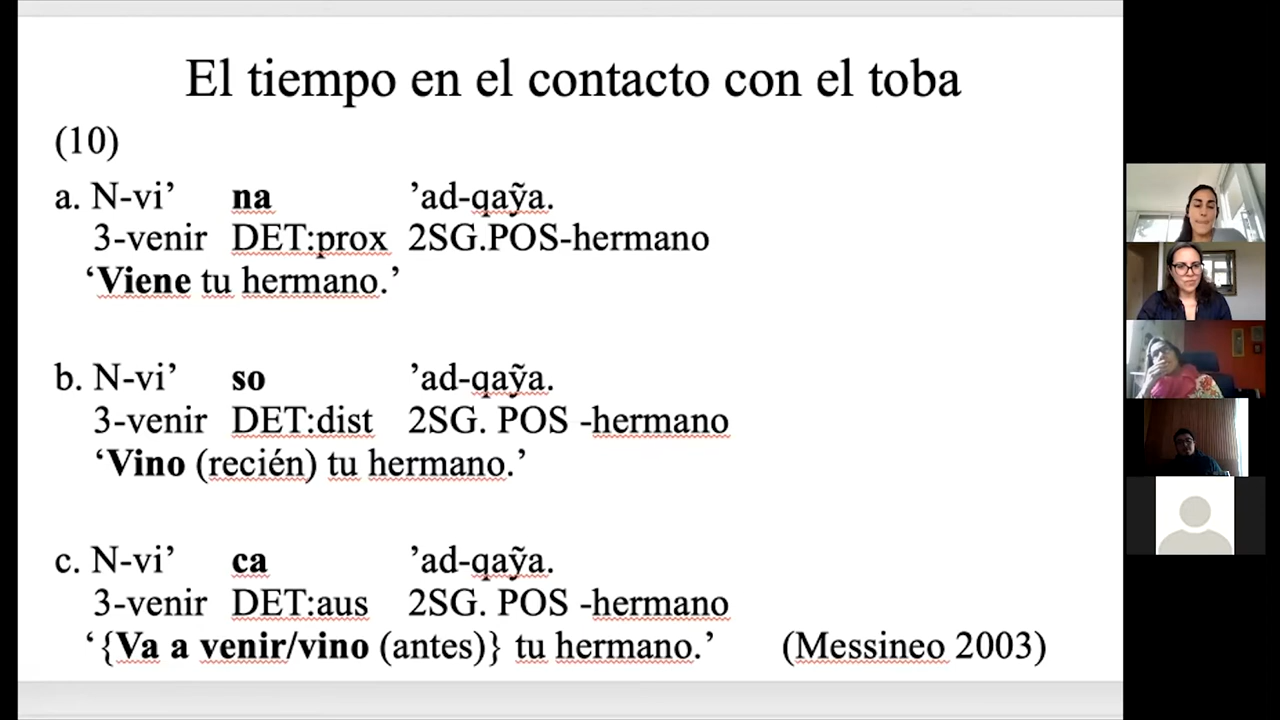 El tiempo en el contacto con el toba
(10)
a. N-vi’ na ’ad-qaỹa.
3-venir DET:prox 2SG.POS-hermano
‘Viene tu hermano.’
b. N-vi’ so ’ad-qaỹa.
3-venir DET:dist 2SG. POS -hermano
‘Vino (recién) tu hermano.’
c. N-vi’ ca ’ad-qaỹa.
3-venir DET:aus 2SG. POS -hermano
‘{Va a venir/vino (antes)} tu hermano.’ (Messineo 2003)